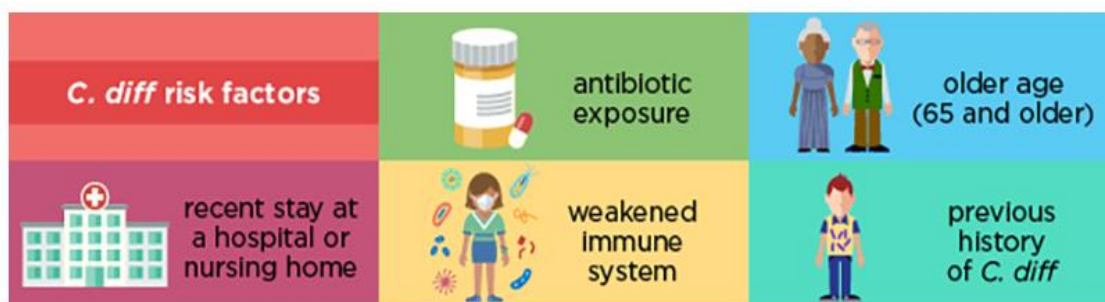 C. diff risk factors
antibiotic
exposure
older age
(65 and older)
recent stay at
a hospital or
nursing home
weakened
immune
system
previous
history
of C. diff